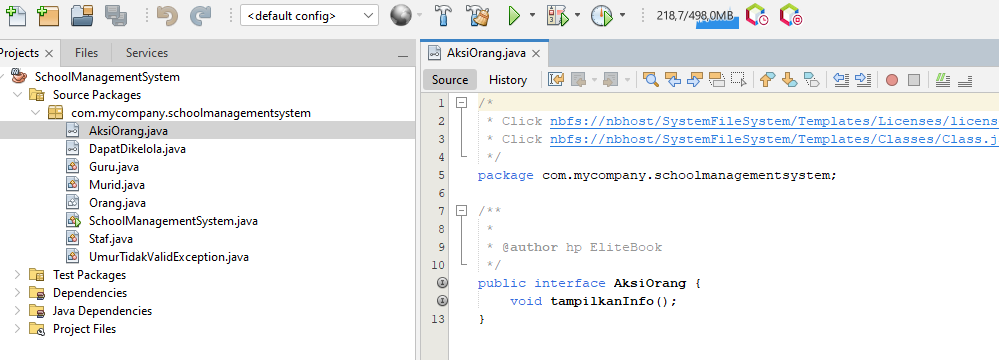 <default config>
218,7/498,0MB
Projects
Files
Services
SchoolManagementSystem
Source Packages
com.mycompany.schoolmanagementsystem
AksiOrang.java
DapatDikelola.java
Guru.java
Murid.java
Orang.java
SchoolManagementSystem.java
Staf.java
UmurTidakValidException.java
Test Packages
Dependencies
Java Dependencies
Project Files
AksiOrang.java
Source
History
1 /*
2 * Click nbfs://nbhost/SystemFileSystem/Templates/Licenses/licens
3 * Click nbfs://nbhost/SystemFileSystem/Templates/Classes/Class.j
4 */
5 package com.mycompany.schoolmanagementsystem;
6
7 /**
8 *
9 * @author hp EliteBook
10 */
public interface AksiOrang {
void tampilkanInfo();
13 }